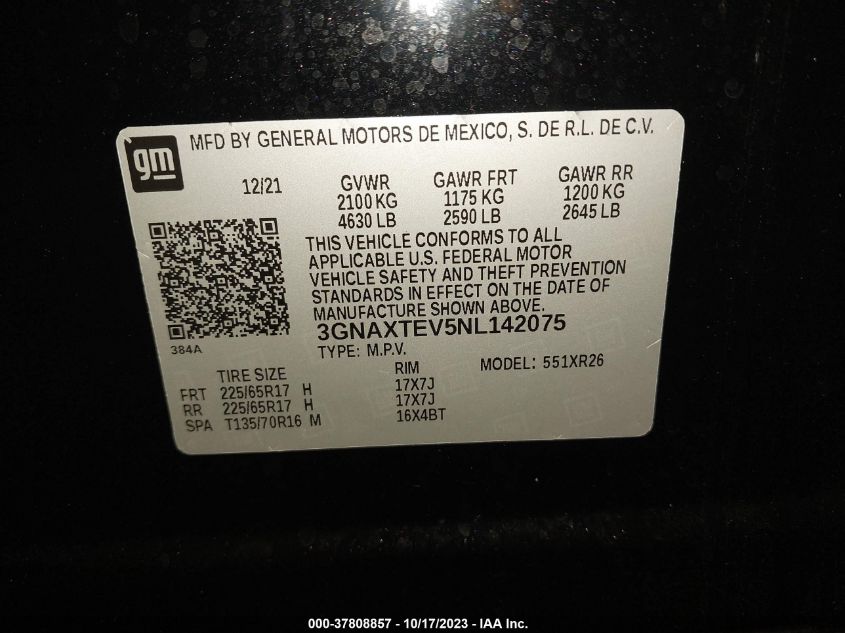 gm
MFD BY GENERAL MOTORS DE MEXICO, S. DE R.L. DE C.V.
12/21 GVWR GAWR FRT GAWR RR
2100 KG 1175 KG 1200 KG
4630 LB 2590 LB 2645 LB
THIS VEHICLE CONFORMS TO ALL
APPLICABLE U.S. FEDERAL MOTOR
VEHICLE SAFETY AND THEFT PREVENTION
STANDARDS IN EFFECT ON THE DATE OF
MANUFACTURE SHOWN ABOVE.
3GNAXTEV5NL142075
384A
TYPE: M.P.V.
MODEL: 551XR26
TIRE SIZE RIM
FRT 225/65R17 H 17X7J
RR 225/65R17 H 17X7J
SPA T135/70R16 M 16X4BT
000-37808857 - 10/17/2023 - IAA Inc.